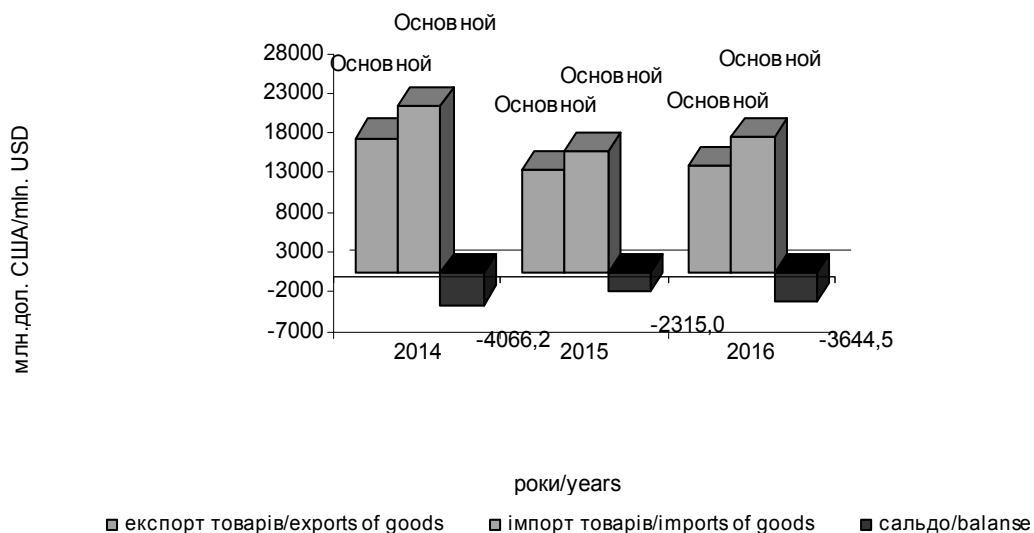 Основной
28000
Основной
Основной
Основной
23000
Основной
Основной
18000
13000
8000
3000
-2000
-7000
млн.дол. США/mln. USD
-4066,2
-2315,0
-3644,5
2014
2015
2016
роки/years
експорт товарів/exports of goods
імпорт товарів/imports of goods
сальдо/balanse